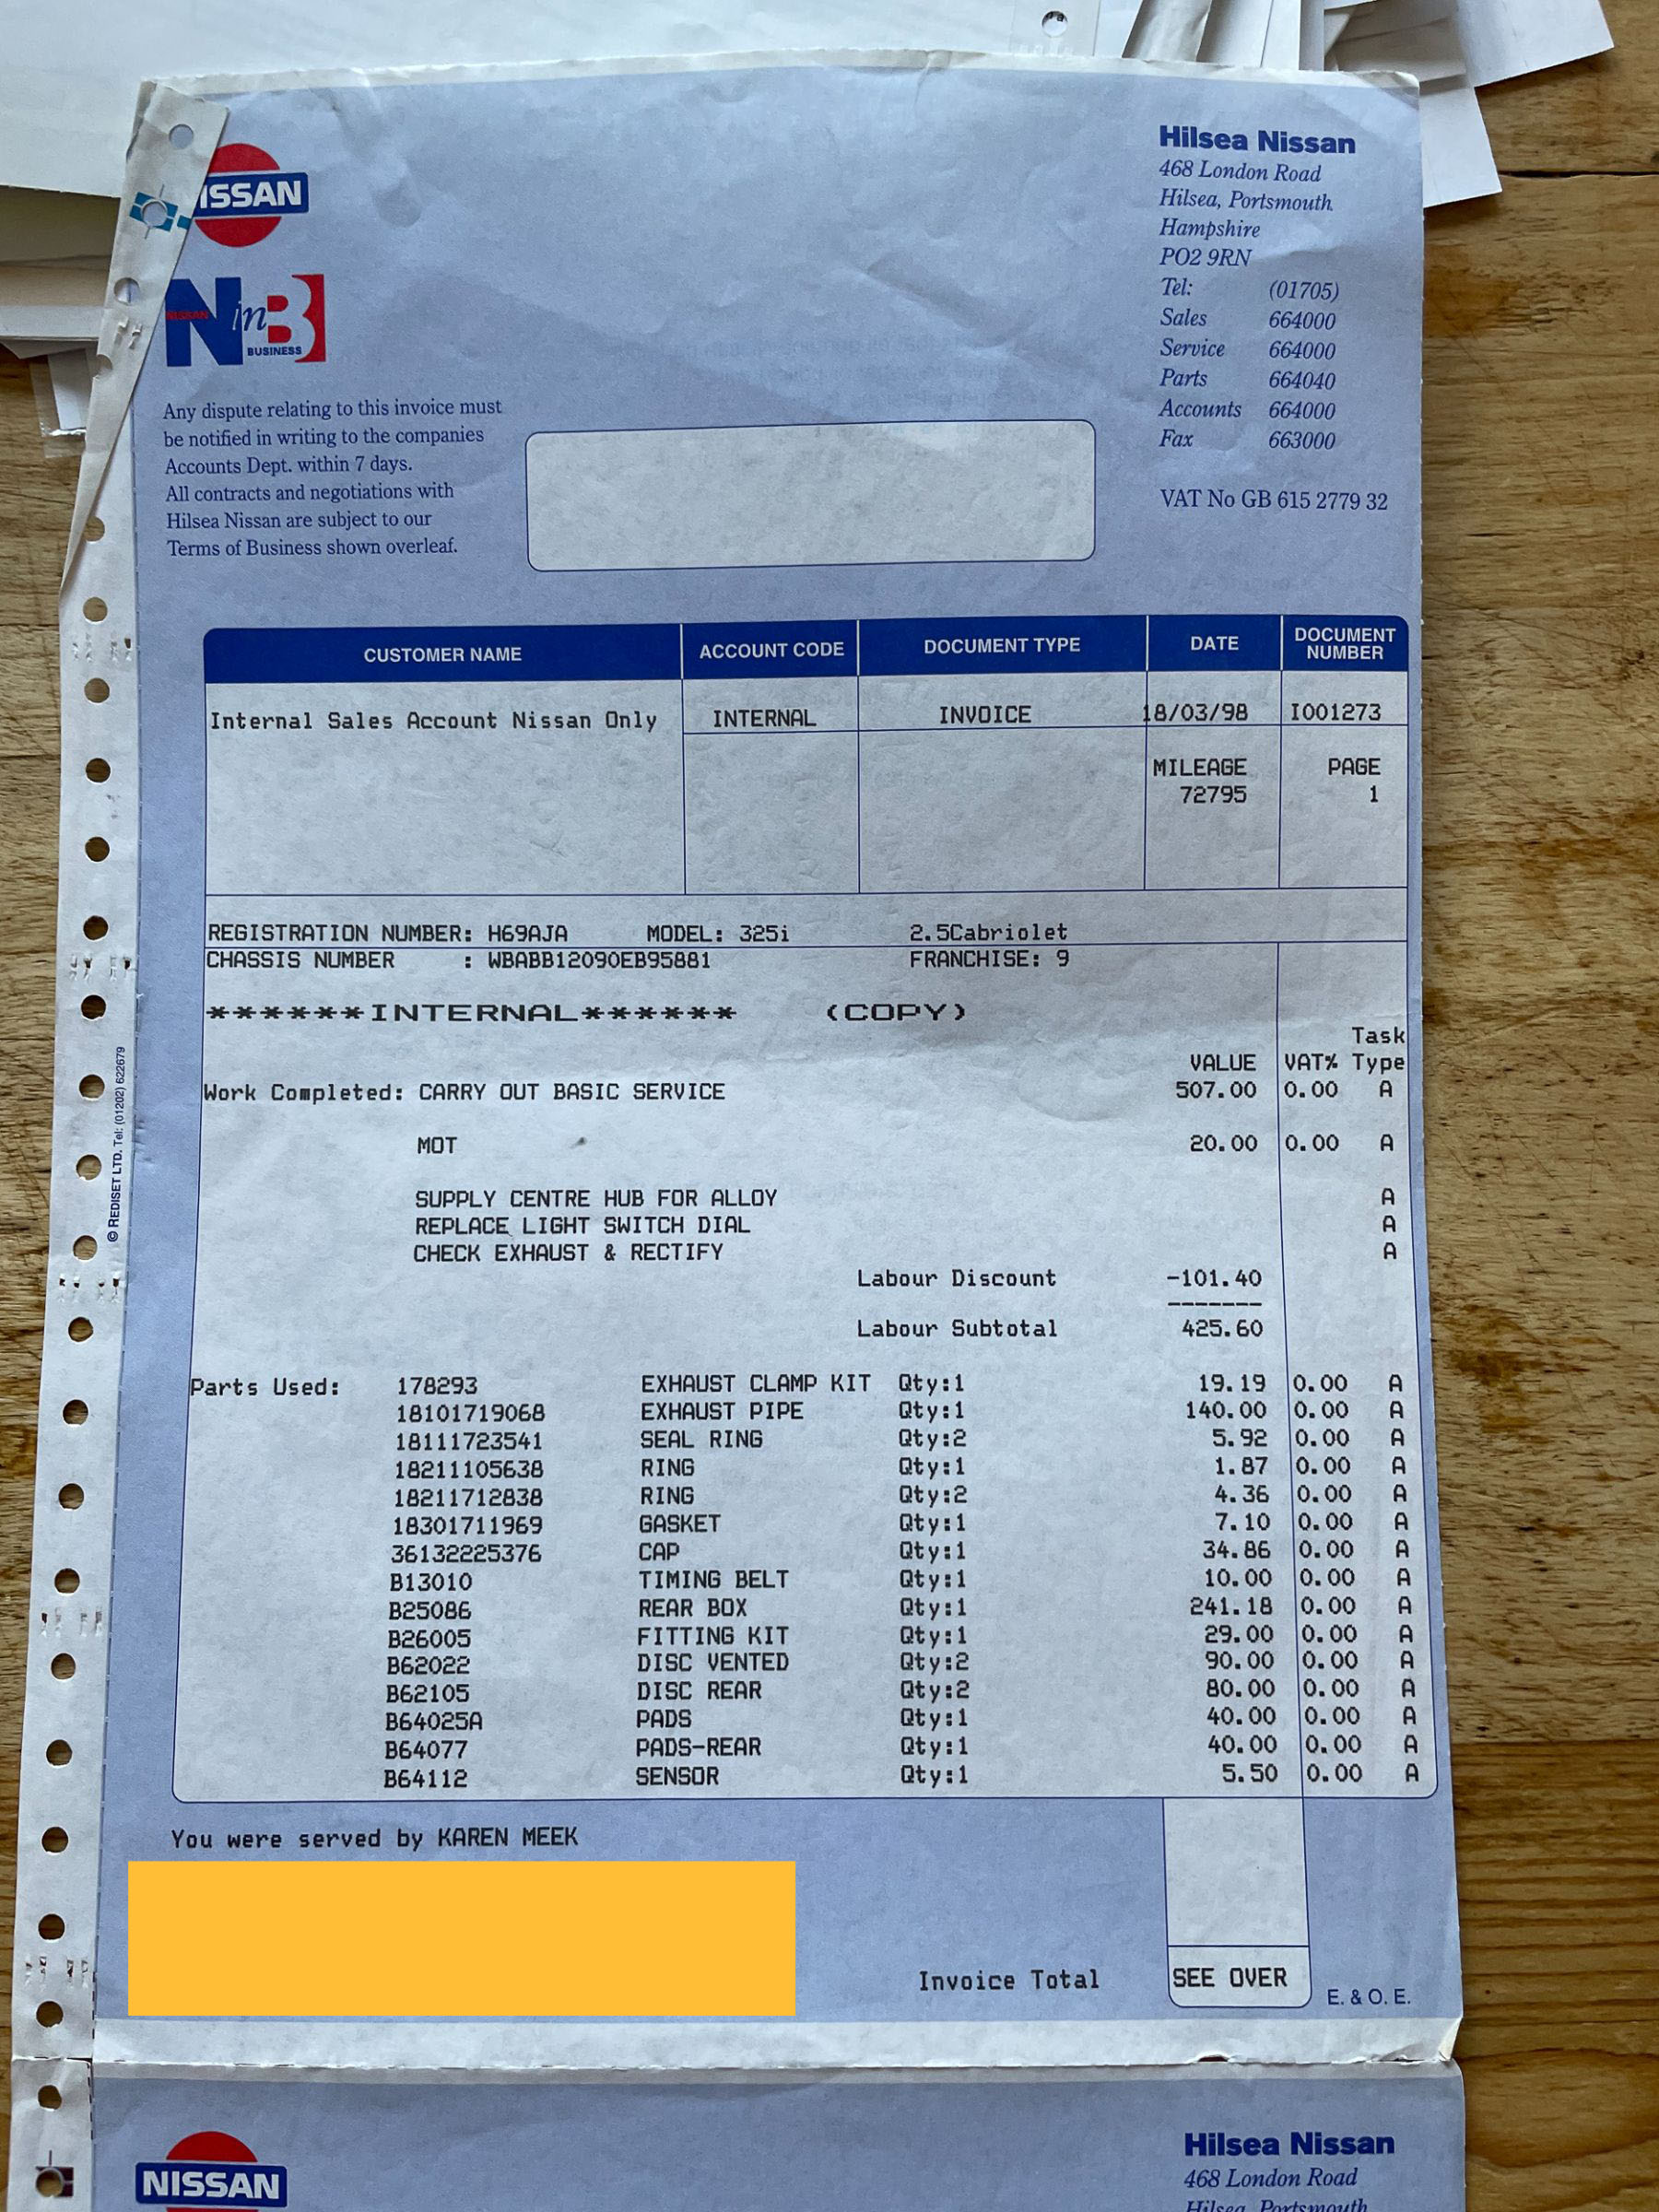 ISSAN
NISSAN
N in B
BUSINESS
Any dispute relating to this invoice must
be notified in writing to the companies
Accounts Dept. within 7 days.
All contracts and negotiations with
Hilsea Nissan are subject to our
Terms of Business shown overleaf.
Hilsea Nissan
468 London Road
Hilsea, Portsmouth
Hampshire
PO2 9RN
Tel: (01705)
Sales 664000
Service 664000
Parts 664040
Accounts 664000
Fax 663000
VAT No GB 615 2779 32
CUSTOMER NAME ACCOUNT CODE DOCUMENT TYPE DATE DOCUMENT NUMBER
Internal Sales Account Nissan Only INTERNAL INVOICE 18/03/98 I001273
MILEAGE PAGE
72795 1
REGISTRATION NUMBER: H69AJA MODEL: 325i 2.5Cabriolet
CHASSIS NUMBER : WBABB12090EB95881 FRANCHISE: 9
******INTERNAL****** (COPY)
Task
VALUE VAT% Type
Work Completed: CARRY OUT BASIC SERVICE 507.00 0.00 A
MOT 20.00 0.00 A
SUPPLY CENTRE HUB FOR ALLOY A
REPLACE LIGHT SWITCH DIAL A
CHECK EXHAUST & RECTIFY A
Labour Discount -101.40
-------
Labour Subtotal 425.60
Parts Used: 178293 EXHAUST CLAMP KIT Qty:1 19.19 0.00 A
18101719068 EXHAUST PIPE Qty:1 140.00 0.00 A
18111723541 SEAL RING Qty:2 5.92 0.00 A
18211105638 RING Qty:1 1.87 0.00 A
18211712838 RING Qty:2 4.36 0.00 A
18301711969 GASKET Qty:1 7.10 0.00 A
36132225376 CAP Qty:1 34.86 0.00 A
B13010 TIMING BELT Qty:1 10.00 0.00 A
B25086 REAR BOX Qty:1 241.18 0.00 A
B26005 FITTING KIT Qty:1 29.00 0.00 A
B62022 DISC VENTED Qty:2 90.00 0.00 A
B62105 DISC REAR Qty:2 80.00 0.00 A
B64025A PADS Qty:1 40.00 0.00 A
B64077 PADS-REAR Qty:1 40.00 0.00 A
B64112 SENSOR Qty:1 5.50 0.00 A
You were served by KAREN MEEK
Invoice Total SEE OVER
E. & O. E.
© REDISET LTD. Tel: (01202) 622679
NISSAN
Hilsea Nissan
468 London Road
Hilsea, Portsmouth